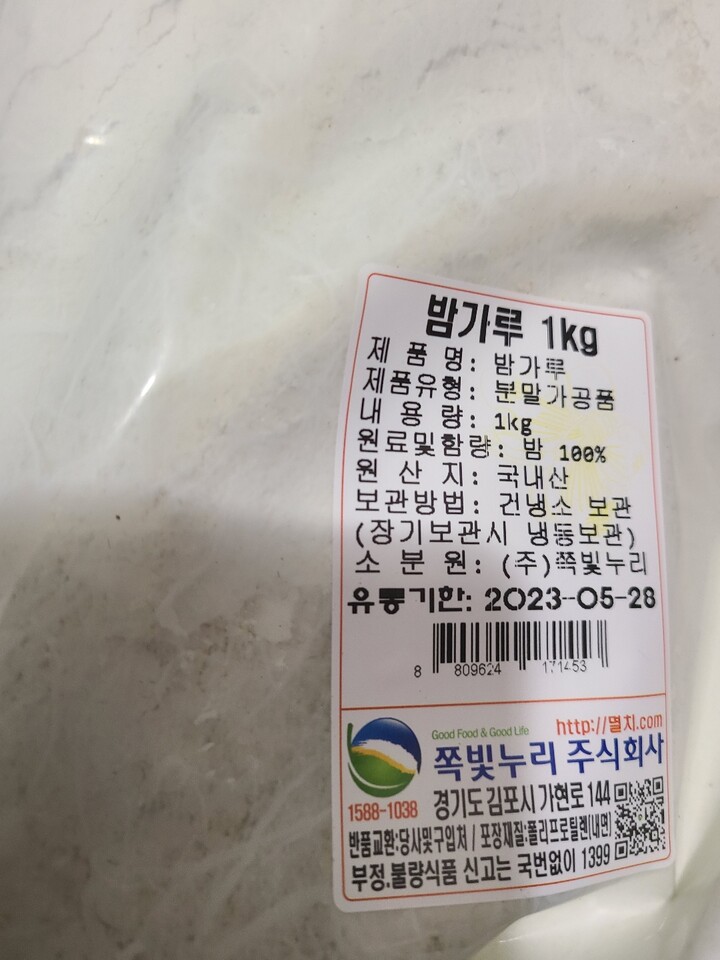 밤가루 1kg
제 품 명: 밤가루
제품유형: 분말가공품
내 용 량: 1kg
원료및함량: 밤 100%
원 산 지: 국내산
보관방법: 건냉소 보관
(장기보관시 냉동보관)
소 분 원: (주)쪽빛누리
유통기한: 2023-05-28
8 809624 171453
Good Food & Good Life http://멸치.com
쪽빛누리 주식회사
1588-1038 경기도 김포시 가현로 144
반품교환:당사및구입처 / 포장재질:폴리프로틸렌(내면)
부정.불량식품 신고는 국번없이 1399